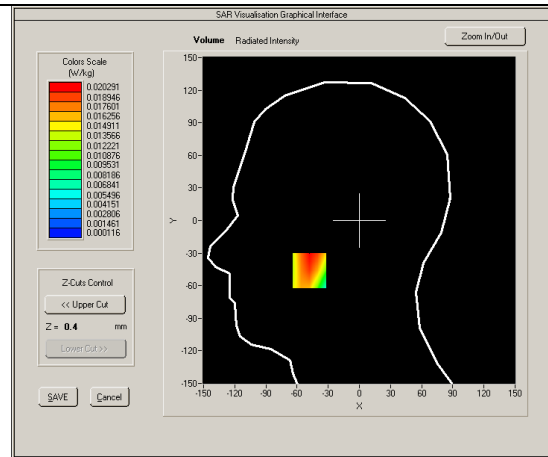 SAR Visualisation Graphical Interface
Volume Radiated Intensity
Zoom In/Out
Colors Scale
(W/kg)
0.020291
0.018946
0.017601
0.016256
0.014911
0.013566
0.012221
0.010876
0.009531
0.008186
0.006841
0.005496
0.004151
0.002806
0.001461
0.000116
Z-Cuts Control
<< Upper Cut
Z = 0.4 mm
Lower Cut >>
SAVE Cancel
150-
120-
90-
60-
30-
0-
-30-
-60-
-90-
-120-
-150-
Y
-150 -120 -90 -60 -30 0 30 60 90 120 150
X